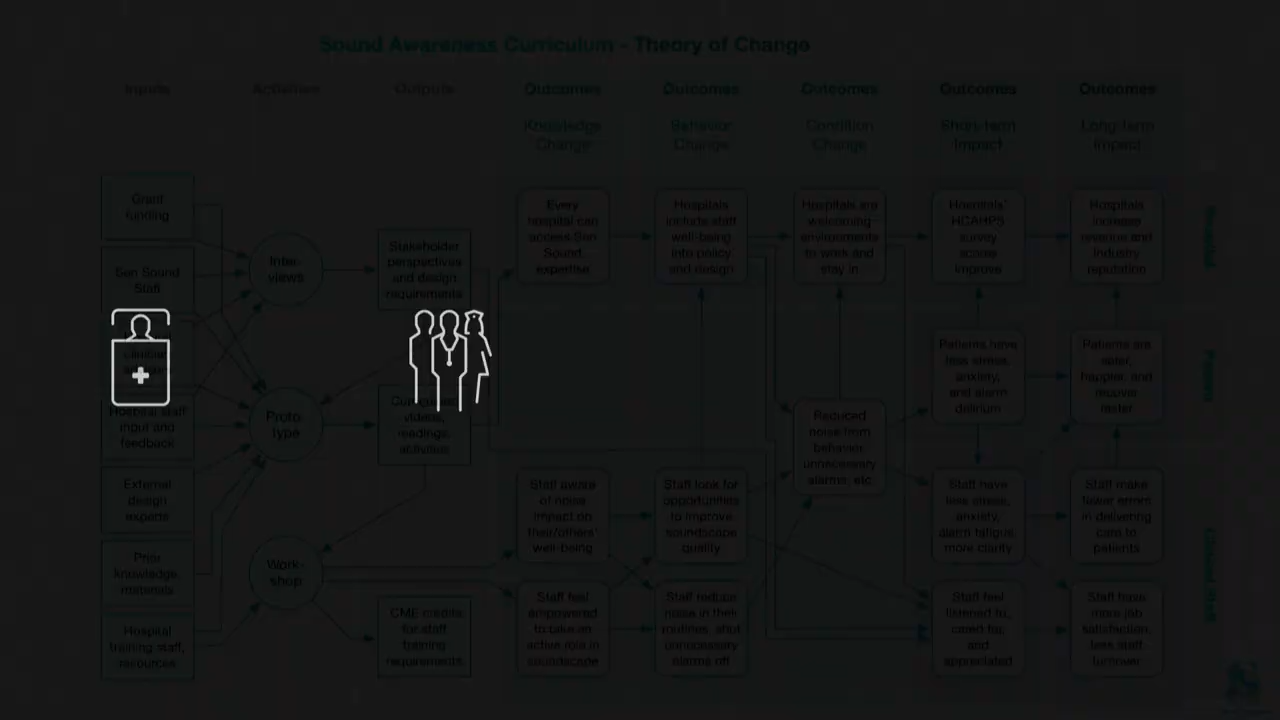 Sound Awareness Curriculum - Theory of Change
Inputs
Activities
Outputs
Outcomes
Outcomes
Outcomes
Outcomes
Outcomes
Knowledge
Change
Behavior
Change
Condition
Change
Short-term
Impact
Long-term
Impact
Grant
funding
Sen Sound
Staff
Hospital staff
input and
feedback
External
design
experts
Prior
knowledge,
materials
Hospital
training staff,
resources
Inter-
views
Proto-
type
Work-
shop
Stakeholder
perspectives
and design
requirements
videos,
readings,
activities
CME credits
for staff
training
requirements
Every
hospital can
access Sen
Sound
expertise
Staff aware
of noise
impact on
their/others'
well-being
Staff feel
empowered
to take an
active role in
soundscape
Hospitals
include staff
well-being
into policy
and design
Staff look for
opportunities
to improve
soundscape
quality
Staff reduce
noise in their
routines, shut
unnecessary
alarms off
Hospitals are
welcoming
environments
to work and
stay in
Reduced
noise from
behavior,
unnecessary
alarms, etc
Hospitals'
HCAHPS
survey
scores
improve
Patients have
less stress,
anxiety,
and alarm
delirium
Staff have
less stress,
anxiety,
alarm fatigue,
more clarity
Staff feel
listened to,
cared for,
and
appreciated
Hospitals
increase
revenue and
industry
reputation
Patients are
safer,
happier, and
recover
faster
Staff make
fewer errors
in delivering
care to
patients
Staff have
more job
satisfaction,
less staff
turnover
Hospital
Patient